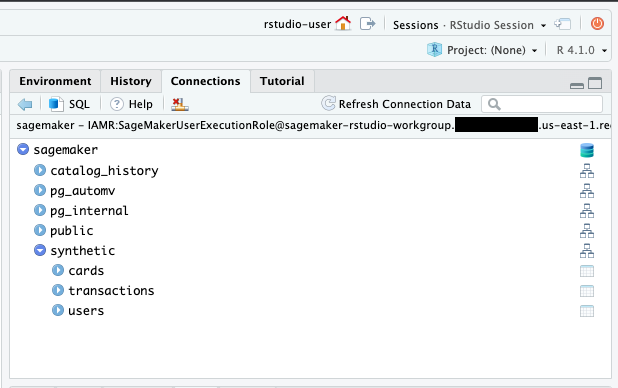 rstudio-user Sessions · RStudio Session
Project: (None) R 4.1.0
Environment History Connections Tutorial
SQL Help Refresh Connection Data
sagemaker – IAMR:SageMakerUserExecutionRole@sagemaker-rstudio-workgroup. .us-east-1.re
sagemaker
catalog_history
pg_automv
pg_internal
public
synthetic
cards
transactions
users